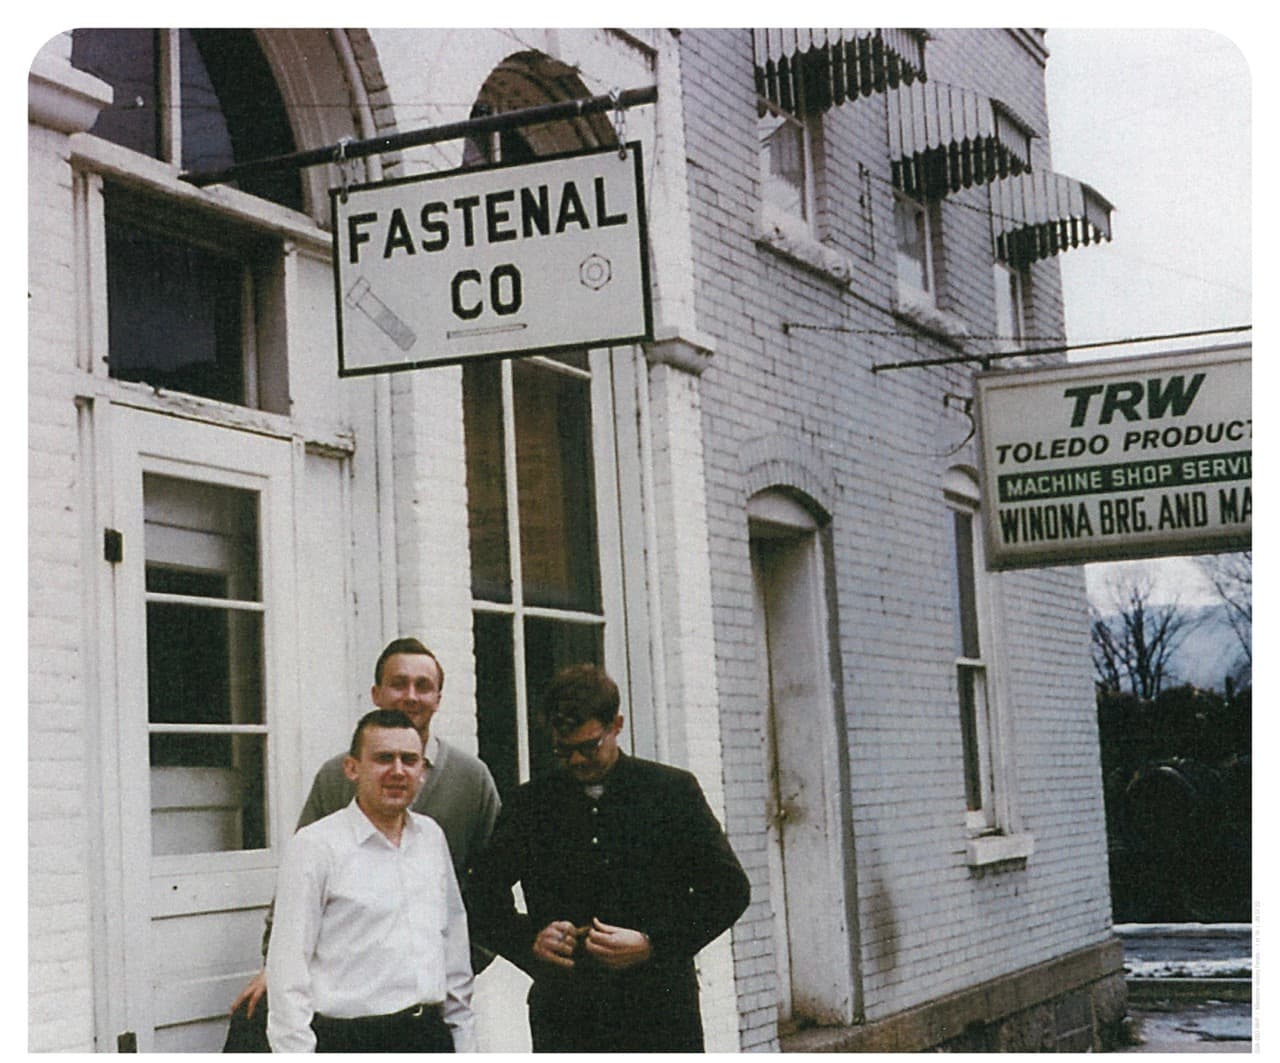 FASTENAL
CO
TRW
TOLEDO PRODUCT
MACHINE SHOP SERVI
WINONA BRG. AND MA